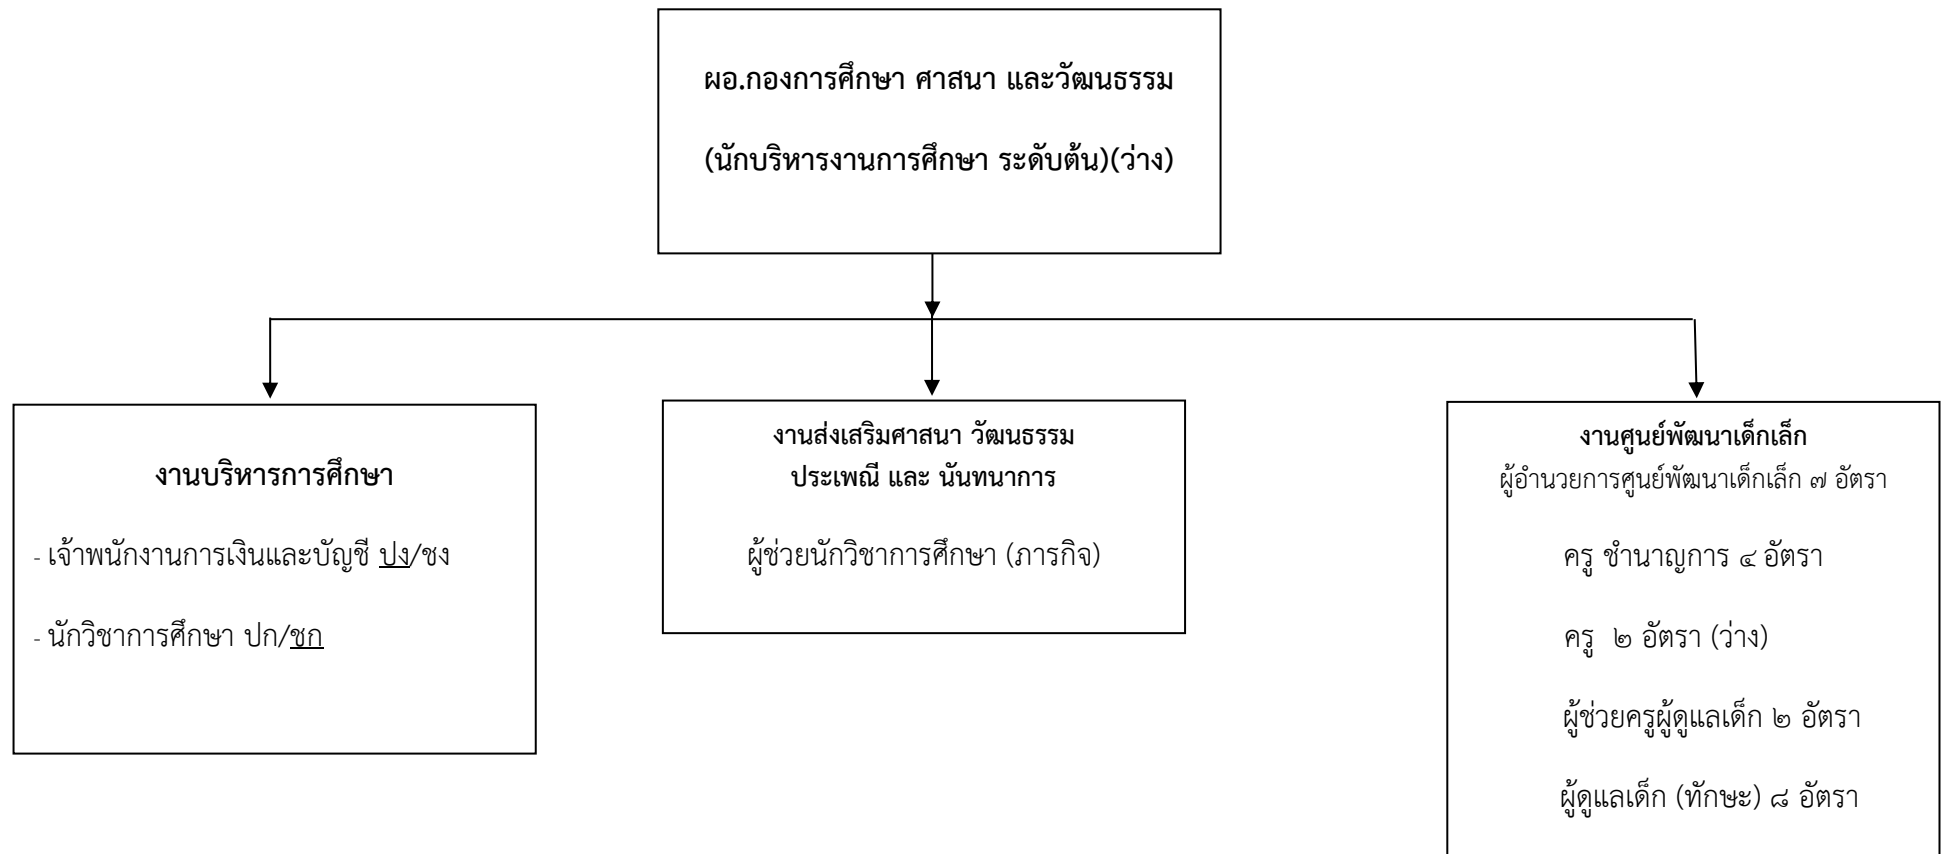 ผอ.กองการศึกษา ศาสนา และวัฒนธรรม
(นักบริหารงานการศึกษา ระดับต้น)(ว่าง)
งานบริหารการศึกษา
- เจ้าพนักงานการเงินและบัญชี ปง/ชง
- นักวิชาการศึกษา ปก/ชก
งานส่งเสริมศาสนา วัฒนธรรม
ประเพณี และ นันทนาการ
ผู้ช่วยนักวิชาการศึกษา (ภารกิจ)
งานศูนย์พัฒนาเด็กเล็ก
ผู้อำนวยการศูนย์พัฒนาเด็กเล็ก ๗ อัตรา
ครู ชำนาญการ ๔ อัตรา
ครู ๒ อัตรา (ว่าง)
ผู้ช่วยครูผู้ดูแลเด็ก ๒ อัตรา
ผู้ดูแลเด็ก (ทักษะ) ๘ อัตรา